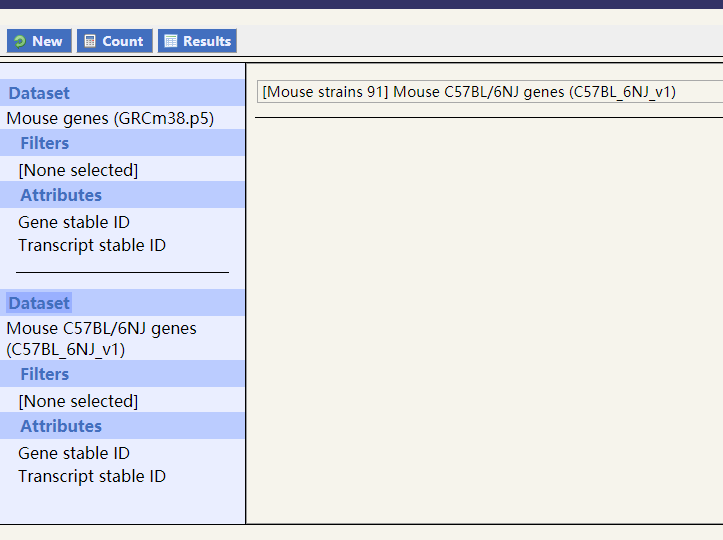 New Count Results
Dataset
Mouse genes (GRCm38.p5)
Filters
[None selected]
Attributes
Gene stable ID
Transcript stable ID
Dataset
Mouse C57BL/6NJ genes
(C57BL_6NJ_v1)
Filters
[None selected]
Attributes
Gene stable ID
Transcript stable ID
[Mouse strains 91] Mouse C57BL/6NJ genes (C57BL_6NJ_v1)